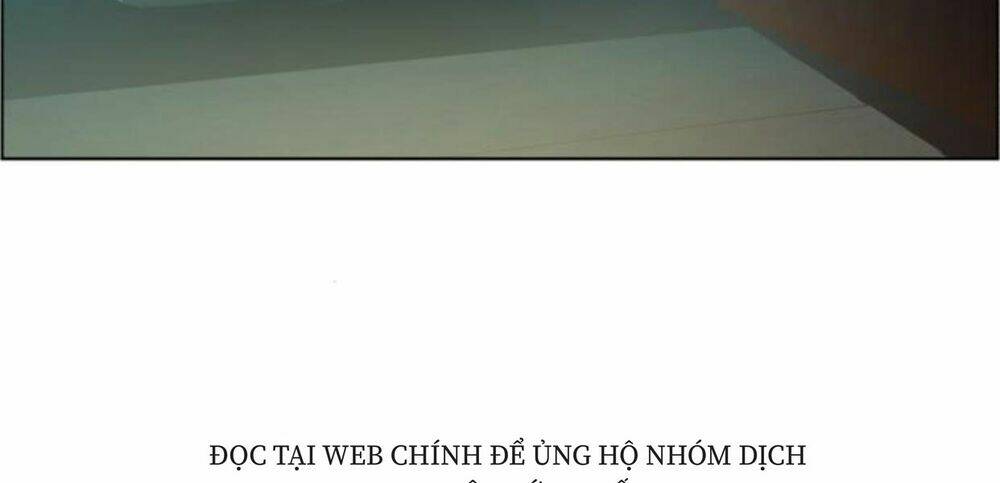 ĐỌC TẠI WEB CHÍNH ĐỂ ỦNG HỘ NHÓM DỊCH